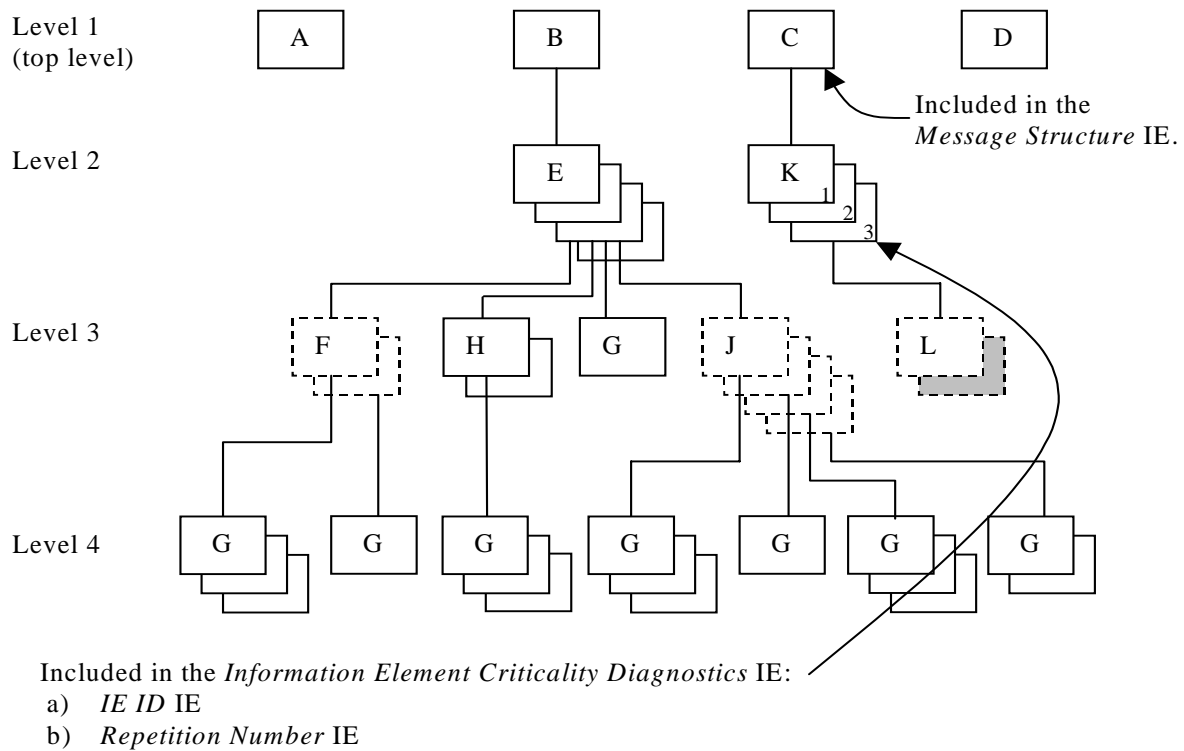 Level 1
(top level)
A
B
C
D
Included in the
Message Structure IE.
Level 2
E
K
1
2
3
Level 3
F
H
G
J
L
Level 4
G
G
G
G
G
G
G
Included in the Information Element Criticality Diagnostics IE:
a) IE ID IE
b) Repetition Number IE